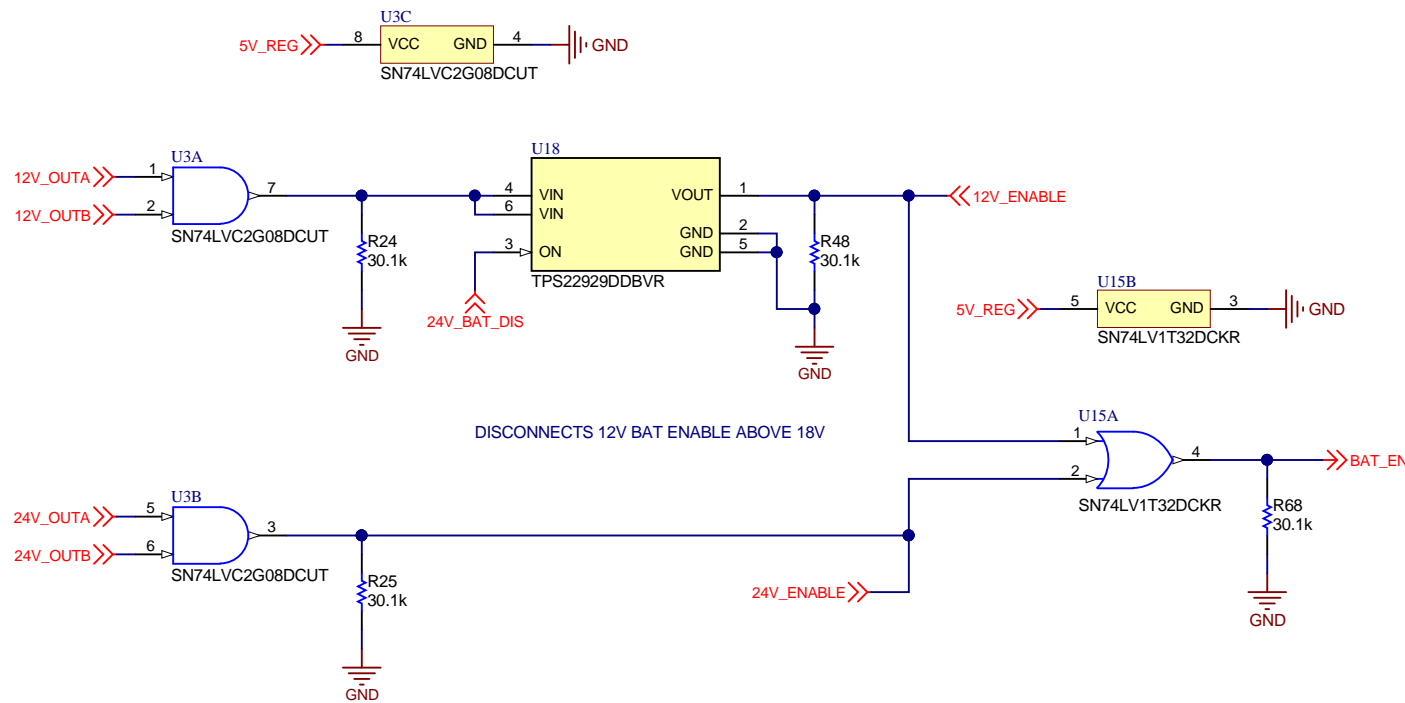 U3C
5V_REG
8
VCC
GND
4
GND
SN74LVC2G08DCUT
U3A
12V_OUTA
1
12V_OUTB
2
7
SN74LVC2G08DCUT
R24
30.1k
GND
U18
4
VIN
6
VIN
3
ON
VOUT
1
GND
2
GND
5
TPS22929DDBVR
24V_BAT_DIS
12V_ENABLE
R48
30.1k
GND
U15B
5V_REG
5
VCC
GND
3
GND
SN74LV1T32DCKR
DISCONNECTS 12V BAT ENABLE ABOVE 18V
U15A
1
2
4
SN74LV1T32DCKR
BAT_EN
R68
30.1k
GND
U3B
24V_OUTA
5
24V_OUTB
6
3
SN74LVC2G08DCUT
R25
30.1k
GND
24V_ENABLE